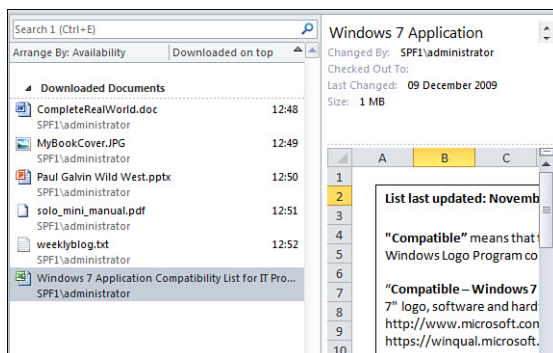 Search 1 (Ctrl+E)
Arrange By: Availability Downloaded on top
Downloaded Documents
CompleteRealWorld.doc 12:48
SPF1\administrator
MyBookCover.JPG 12:49
SPF1\administrator
Paul Galvin Wild West.pptx 12:50
SPF1\administrator
solo_mini_manual.pdf 12:51
SPF1\administrator
weeklyblog.txt 12:52
SPF1\administrator
Windows 7 Application Compatibility List for IT Pro...
SPF1\administrator
Windows 7 Application
Changed By: SPF1\administrator
Checked Out To:
Last Changed: 09 December 2009
Size: 1 MB
A B C
1
2 List last updated: Novemb
3
4 "Compatible" means that t
5 Windows Logo Program co
6
7 "Compatible – Windows 7
8 7" logo, software and hard
9 http://www.microsoft.con
10 https://winqual.microsoft.